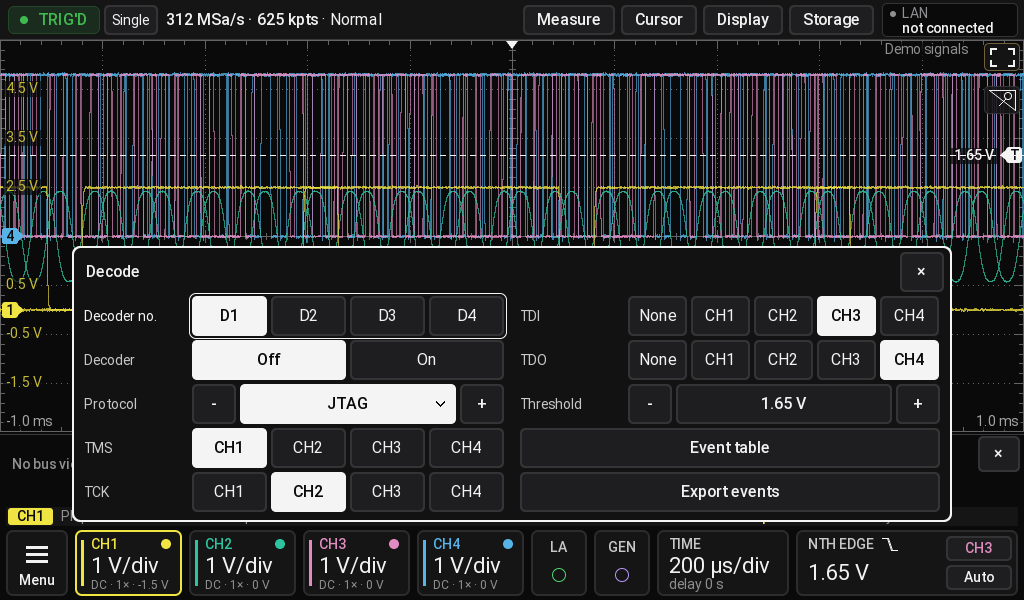 TRIG'D Single 312 MSa/s · 625 kpts · Normal Measure Cursor Display Storage LAN
not connected
Demo signals
4.5 V
3.5 V
1.65 V T
2.5 V
4
0.5 V
1
-0.5 V
-1.5 V
-1.0 ms 1.0 ms
Decode ×
Decoder no. D1 D2 D3 D4 TDI None CH1 CH2 CH3 CH4
Decoder Off On TDO None CH1 CH2 CH3 CH4
Protocol - JTAG + Threshold - 1.65 V +
TMS CH1 CH2 CH3 CH4 Event table
TCK CH1 CH2 CH3 CH4 Export events
No bus ×
CH1
Menu
CH1
1 V/div
DC · 1× · -1.5 V
CH2
1 V/div
DC · 1× · 0 V
CH3
1 V/div
DC · 1× · 0 V
CH4
1 V/div
DC · 1× · 0 V
LA
GEN
TIME
200 µs/div
delay 0 s
NTH EDGE CH3
1.65 V Auto